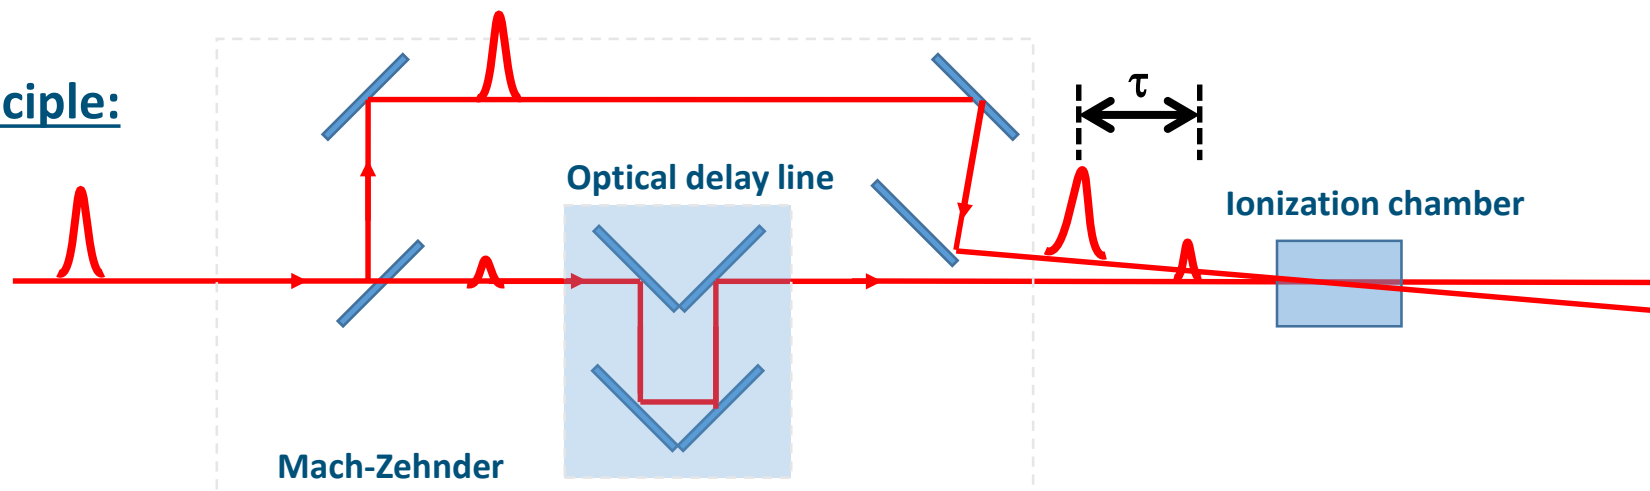 ciple:
τ
Optical delay line
Ionization chamber
Mach-Zehnder